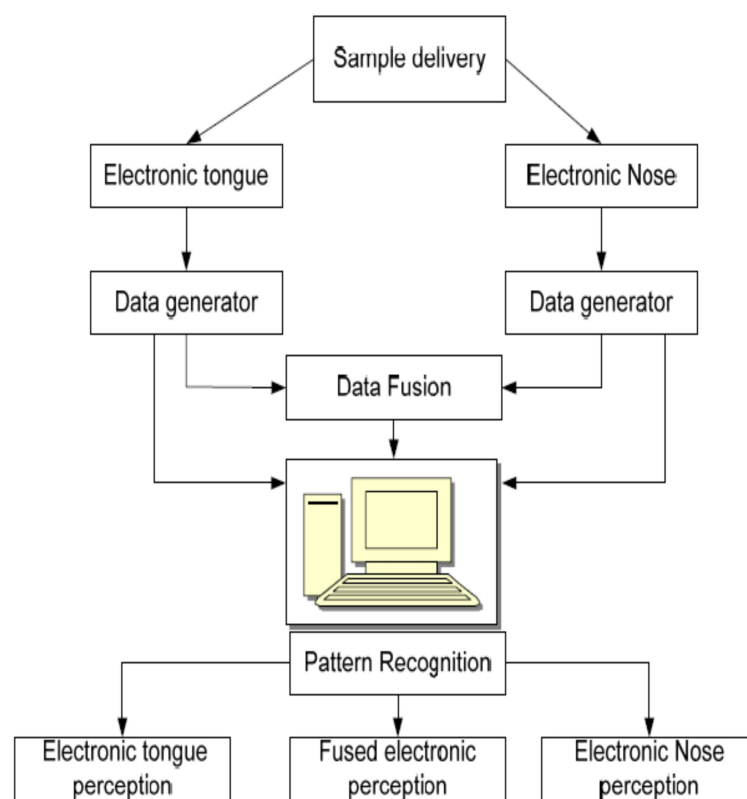 Sample delivery
Electronic tongue
Electronic Nose
Data generator
Data generator
Data Fusion
Pattern Recognition
Electronic tongue
perception
Fused electronic
perception
Electronic Nose
perception